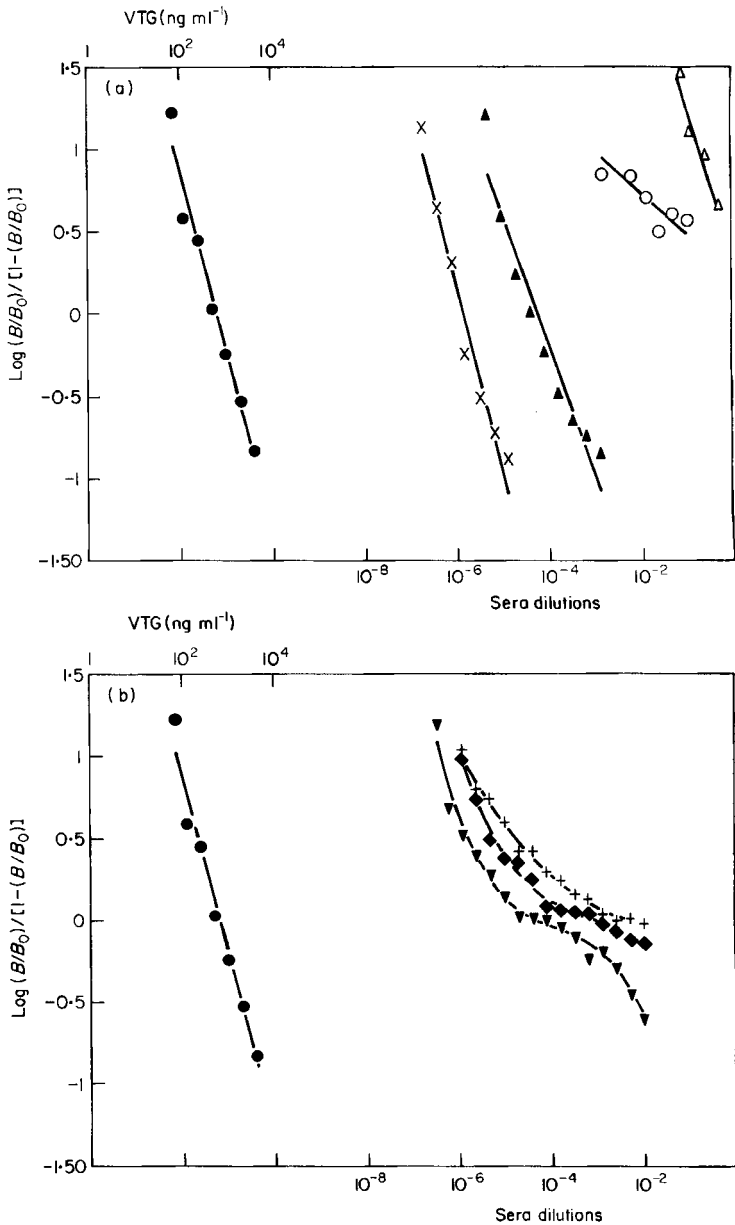 VTG (ng ml⁻¹)
1 10² 10³ 10⁴
(a)
1·5
1
0·5
0
−0·5
−1
−1·50
Log (B/B₀)/[1−(B/B₀)]
10⁻⁸ 10⁻⁶ 10⁻⁴ 10⁻²
Sera dilutions
VTG (ng ml⁻¹)
1 10² 10⁴
(b)
1·5
1
0·5
0
−0·5
−1
−1·50
Log (B/B₀)/[1−(B/B₀)]
10⁻⁸ 10⁻⁶ 10⁻⁴ 10⁻²
Sera dilutions